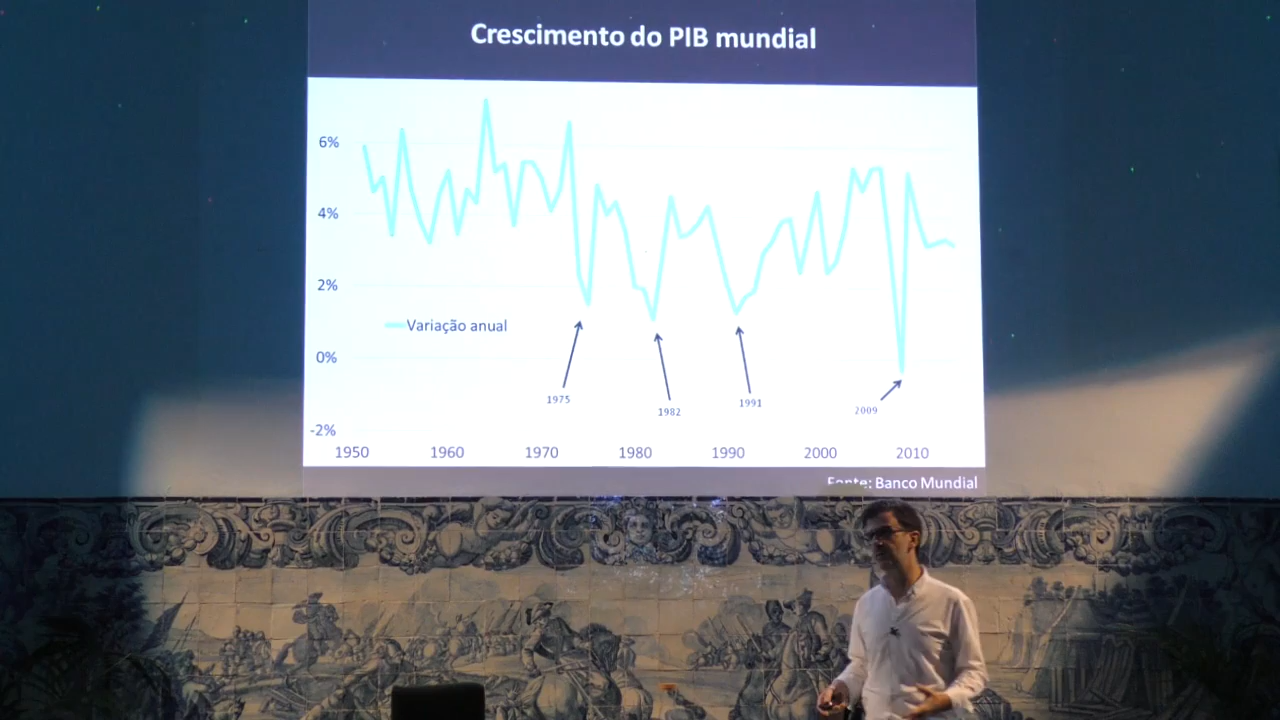 Crescimento do PIB mundial
6%
4%
2%
Variação anual
0%
1975
1982
1991
2009
-2%
1950 1960 1970 1980 1990 2000 2010
Fonte: Banco Mundial